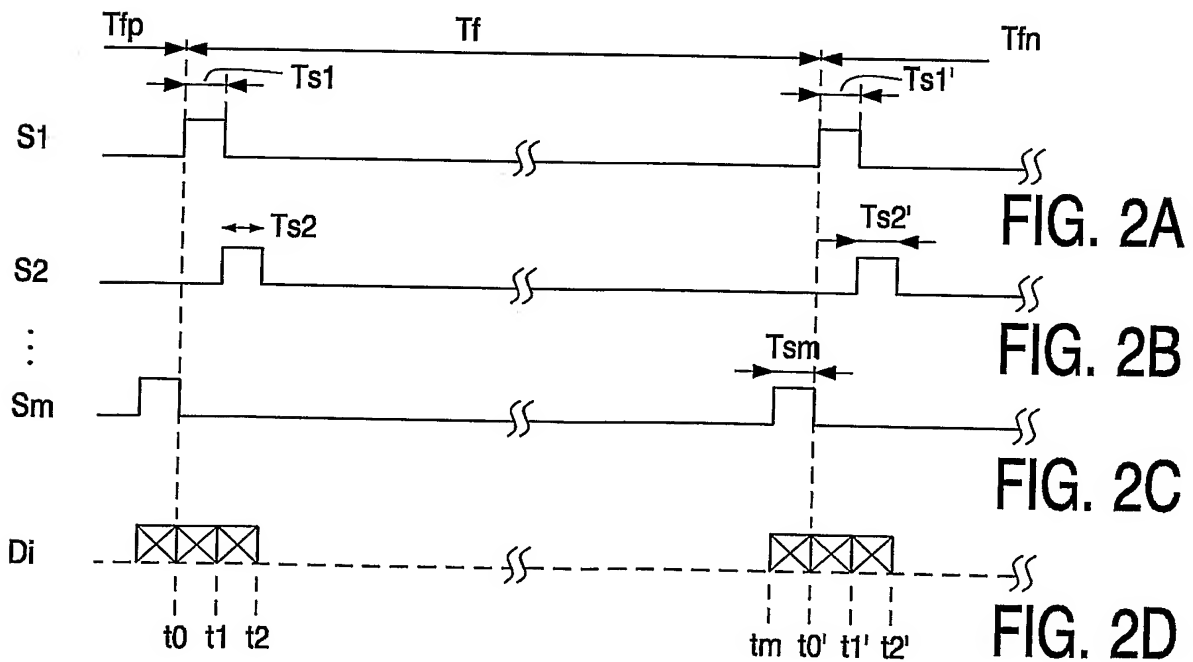 Tfp Tf Tfn
Ts1 Ts1'
S1
FIG. 2A
Ts2 Ts2'
S2
FIG. 2B
Tsm
Sm
FIG. 2C
Di
t0 t1 t2 tm t0' t1' t2'
FIG. 2D